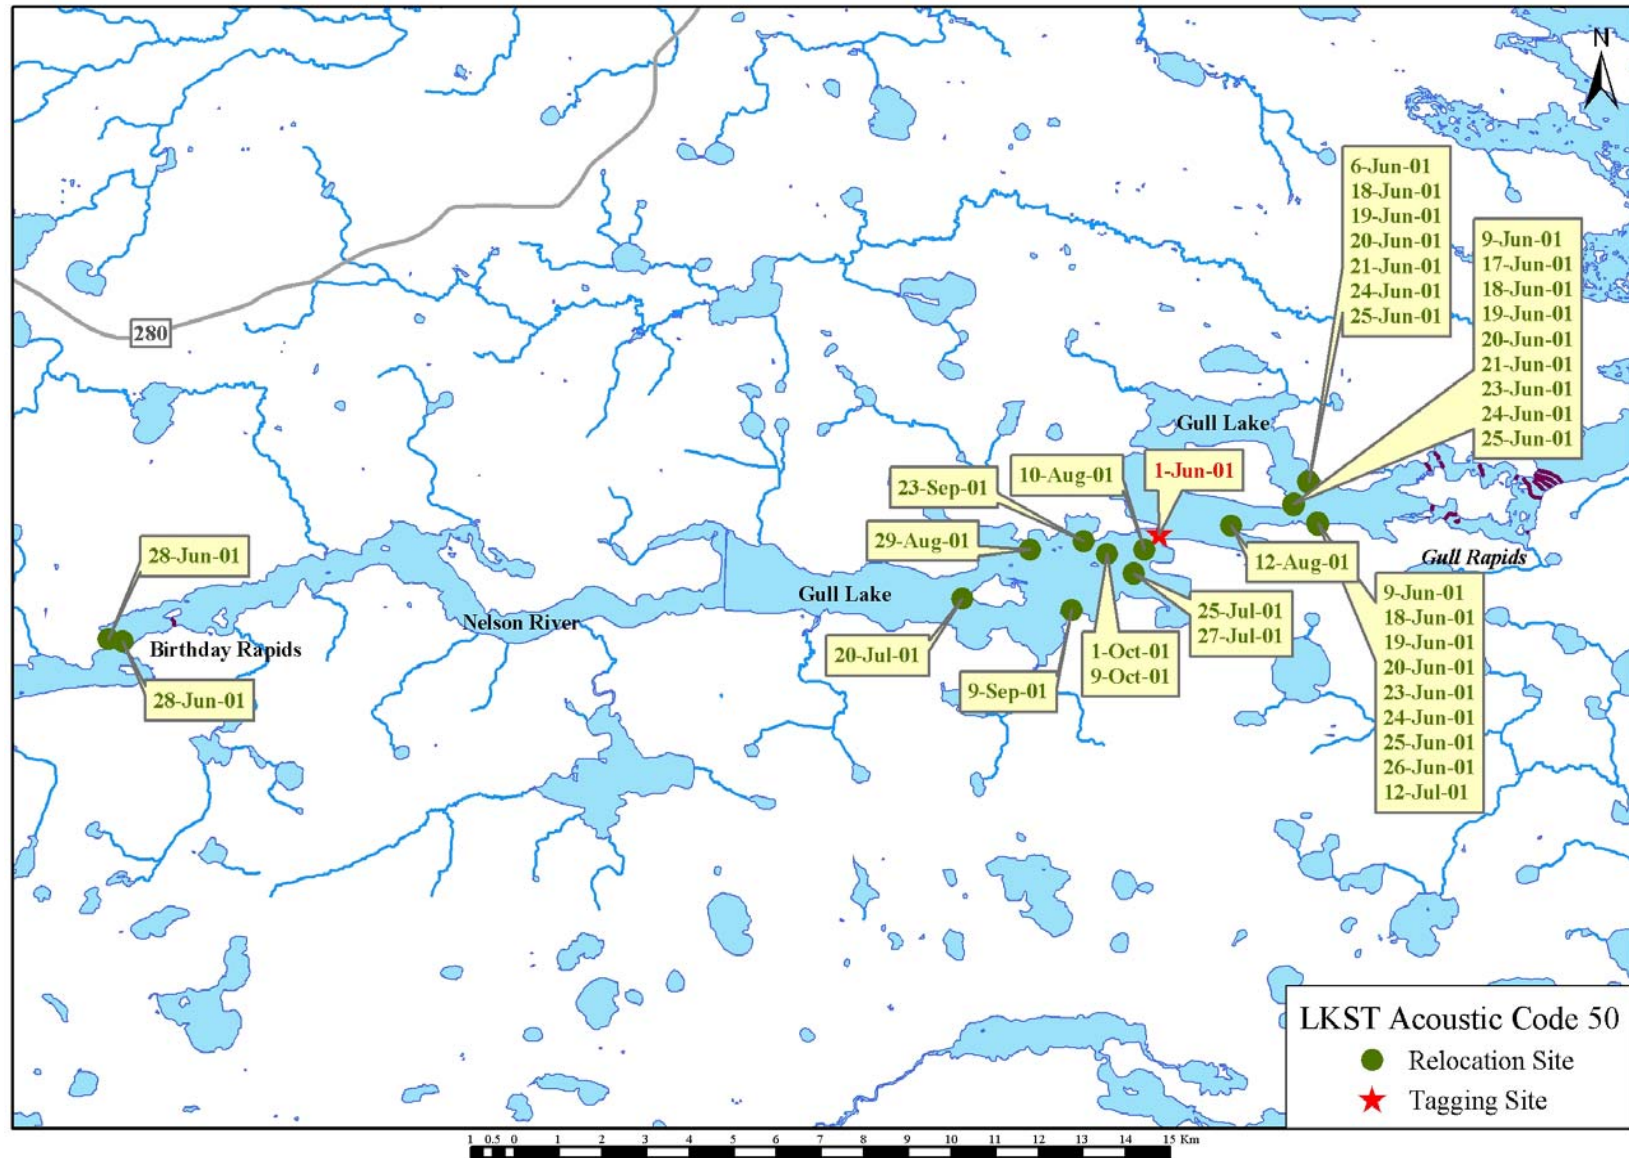 N
6-Jun-01
18-Jun-01
19-Jun-01
20-Jun-01
21-Jun-01
24-Jun-01
25-Jun-01
9-Jun-01
17-Jun-01
18-Jun-01
19-Jun-01
20-Jun-01
21-Jun-01
23-Jun-01
24-Jun-01
25-Jun-01
280
Gull Lake
10-Aug-01
1-Jun-01
23-Sep-01
29-Aug-01
28-Jun-01
12-Aug-01
Gull Rapids
Gull Lake
Nelson River
Birthday Rapids
20-Jul-01
9-Sep-01
1-Oct-01
9-Oct-01
25-Jul-01
27-Jul-01
28-Jun-01
9-Jun-01
18-Jun-01
19-Jun-01
20-Jun-01
23-Jun-01
24-Jun-01
25-Jun-01
26-Jun-01
12-Jul-01
LKST Acoustic Code 50
Relocation Site
Tagging Site
1 0.5 0 1 2 3 4 5 6 7 8 9 10 11 12 13 14 15 Km